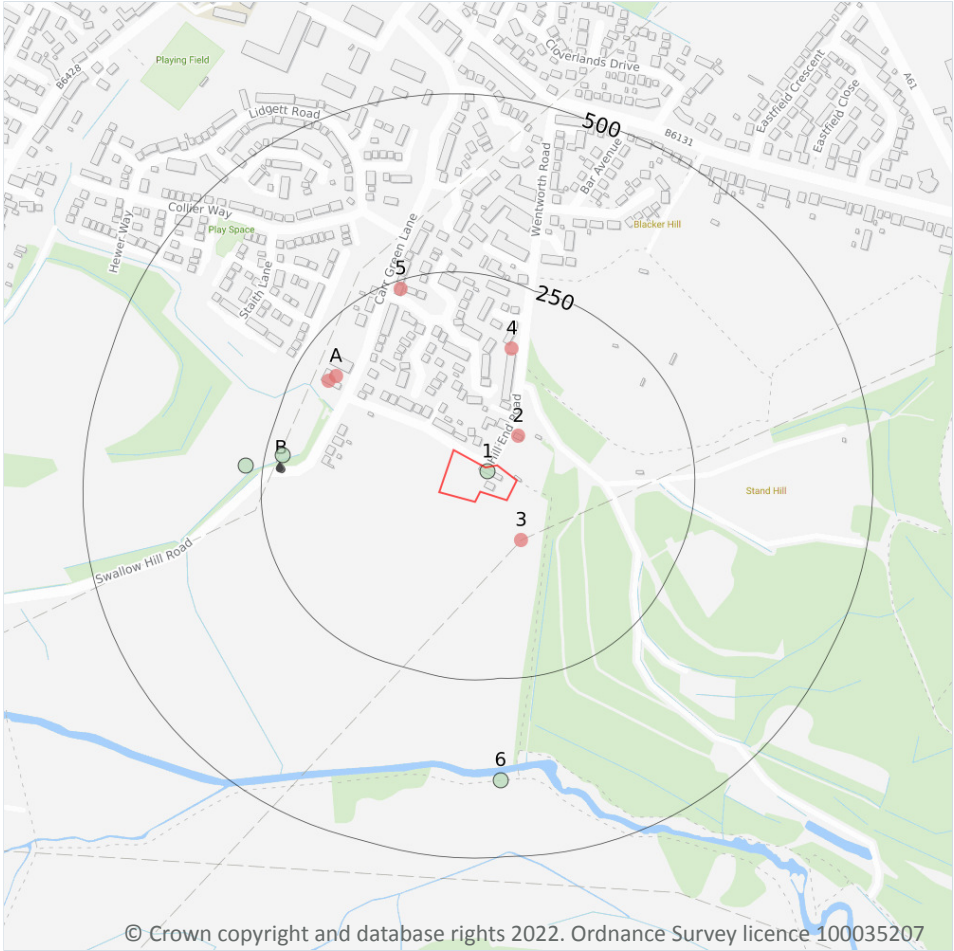 Playing Field
B6428
Cloverlands Drive
Eastfield Crescent
A61
Eastfield Close
Lidgett Road
500
B6131
Bar Avenue
Wentworth Road
Collier Way
Play Space
Hewer Way
Blacker Hill
Carr Green Lane
Staith Lane
5
250
4
A
2
Hill End Road
B
1
Stand Hill
3
Swallow Hill Road
6
© Crown copyright and database rights 2022. Ordnance Survey licence 100035207